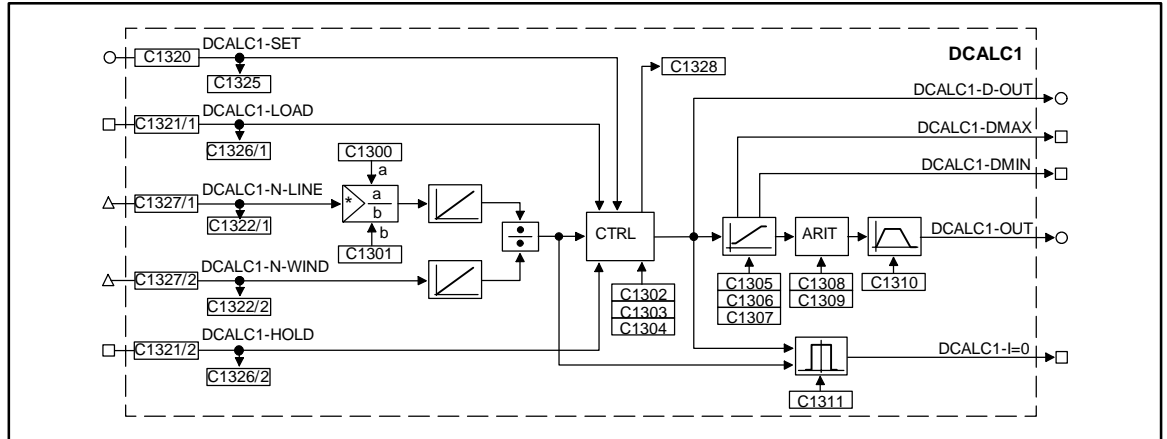 DCALC1-SET
DCALC1
C1320
C1328
C1325
DCALC1-D-OUT
DCALC1-LOAD
C1321/1
DCALC1-DMAX
C1326/1
C1300
DCALC1-DMIN
a
DCALC1-N-LINE
C1327/1
* a
b
CTRL
ARIT
DCALC1-OUT
C1322/1
b
C1301
DCALC1-N-WIND
C1327/2
C1302
C1303
C1304
C1305
C1306
C1307
C1308
C1309
C1310
C1322/2
DCALC1-HOLD
C1321/2
DCALC1-I=0
C1326/2
C1311